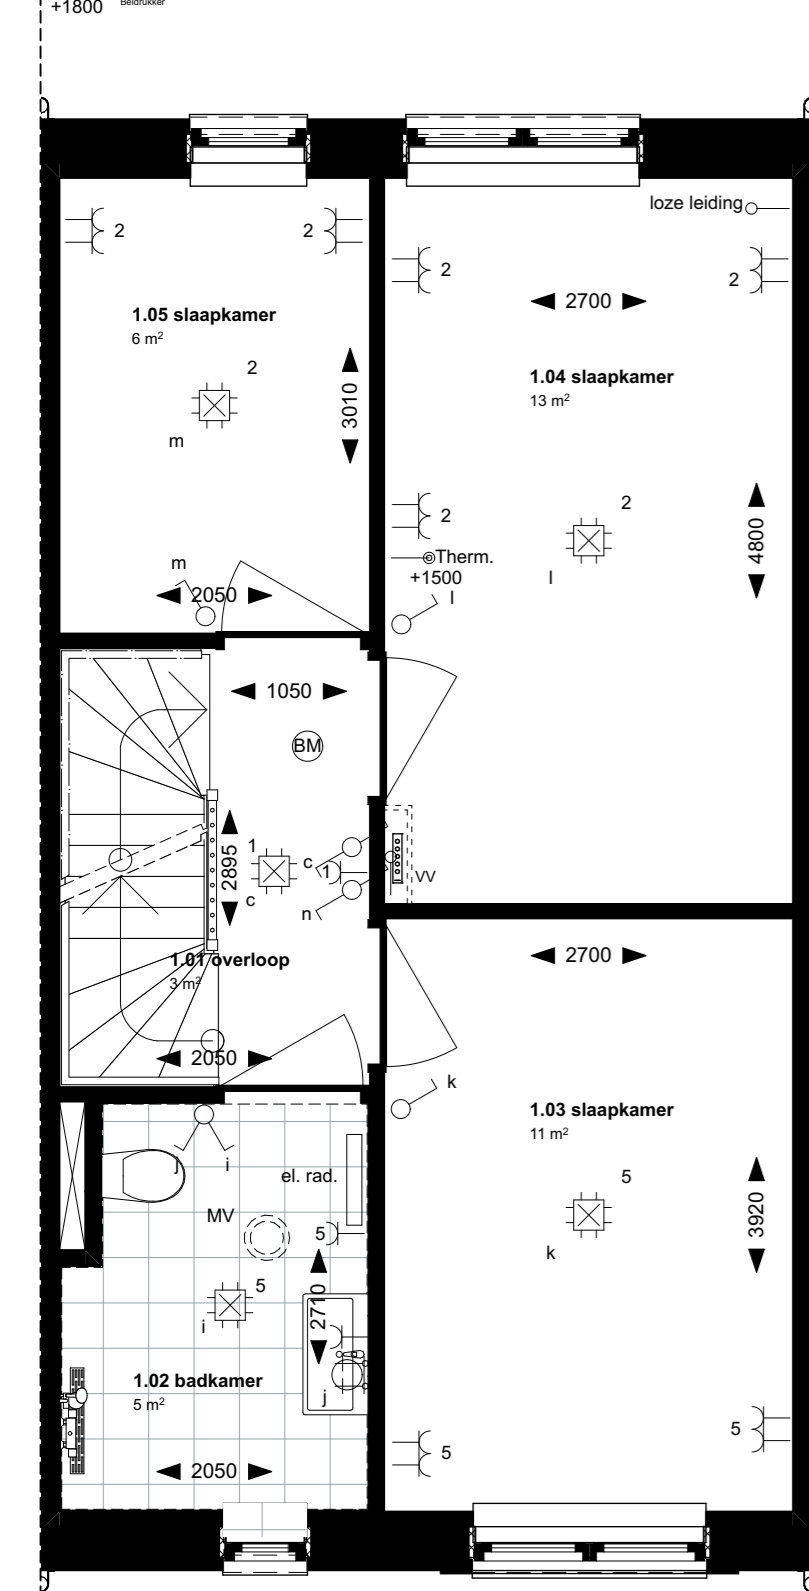 +1800
Beldrukker
loze leiding
2
2
2
2
2700
1.05 slaapkamer
6 m²
1.04 slaapkamer
13 m²
2
3010
m
2
2
4800
m
Therm.
+1500
l
l
2050
1050
BM
2895
1
c
1
c
n
VV
1.01 overloop
3 m²
2700
2050
k
1.03 slaapkamer
11 m²
j
i
el. rad.
5
MV
5
3920
k
5
2710
i
1.02 badkamer
5 m²
j
5
5
2050